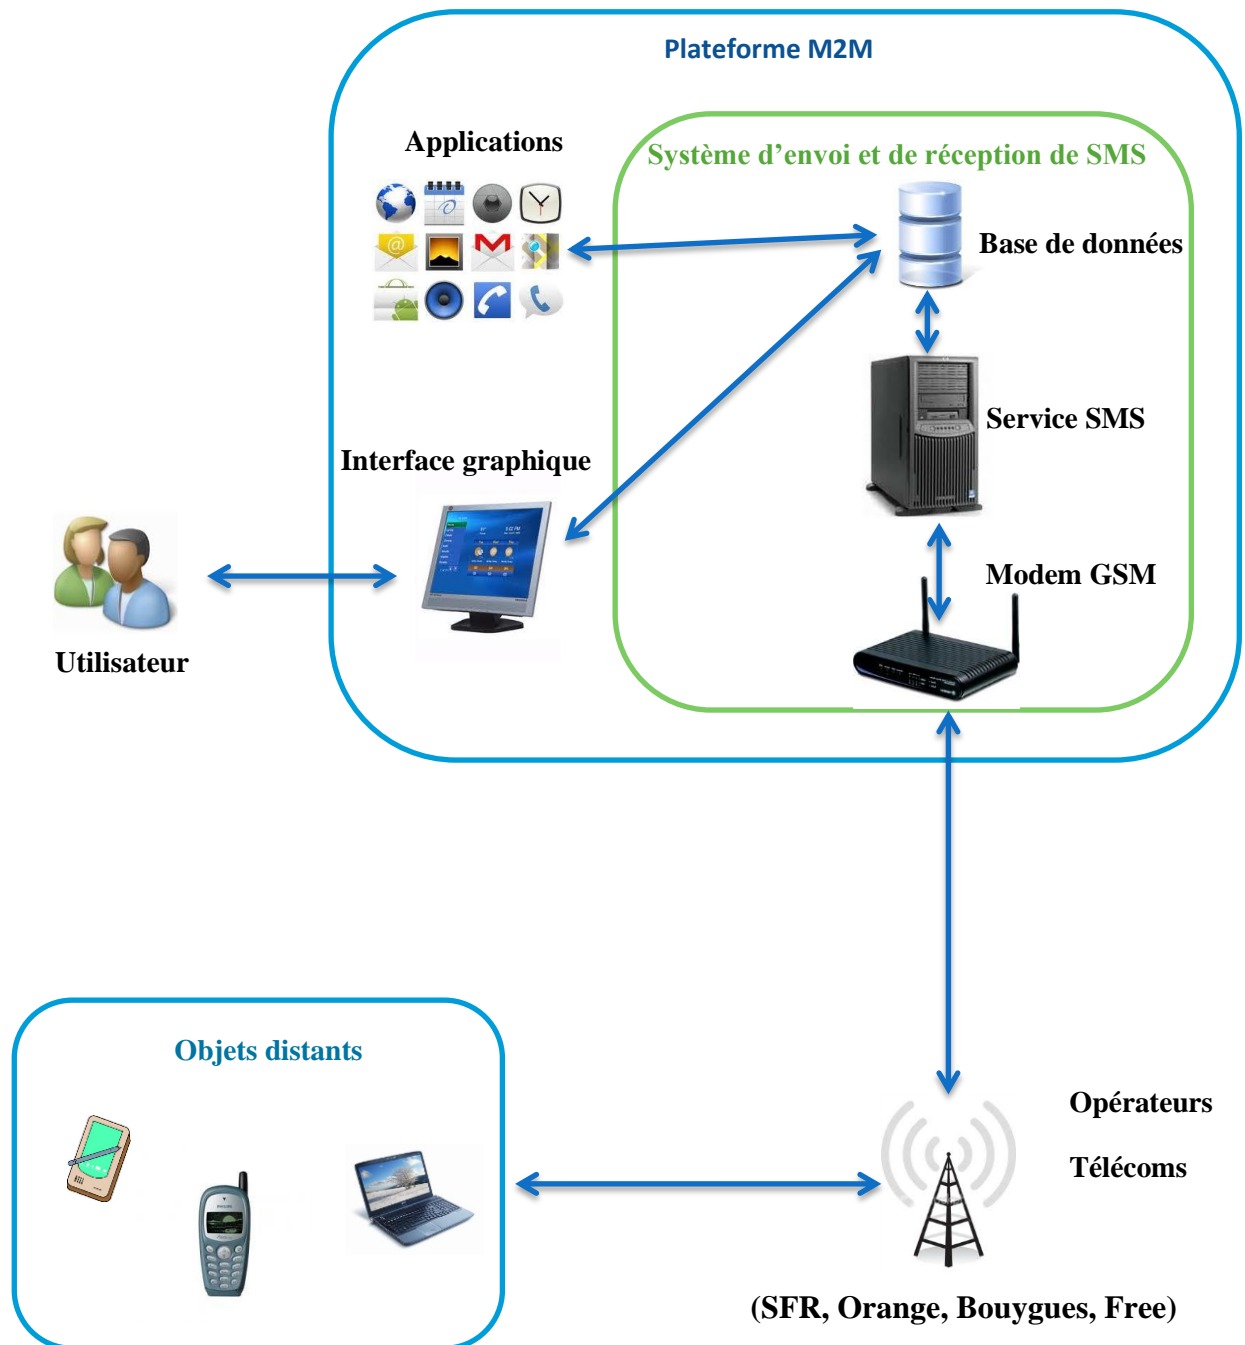 Plateforme M2M
Applications
Système d’envoi et de réception de SMS
Base de données
Service SMS
Interface graphique
Modem GSM
Utilisateur
Objets distants
Opérateurs
Télécoms
(SFR, Orange, Bouygues, Free)